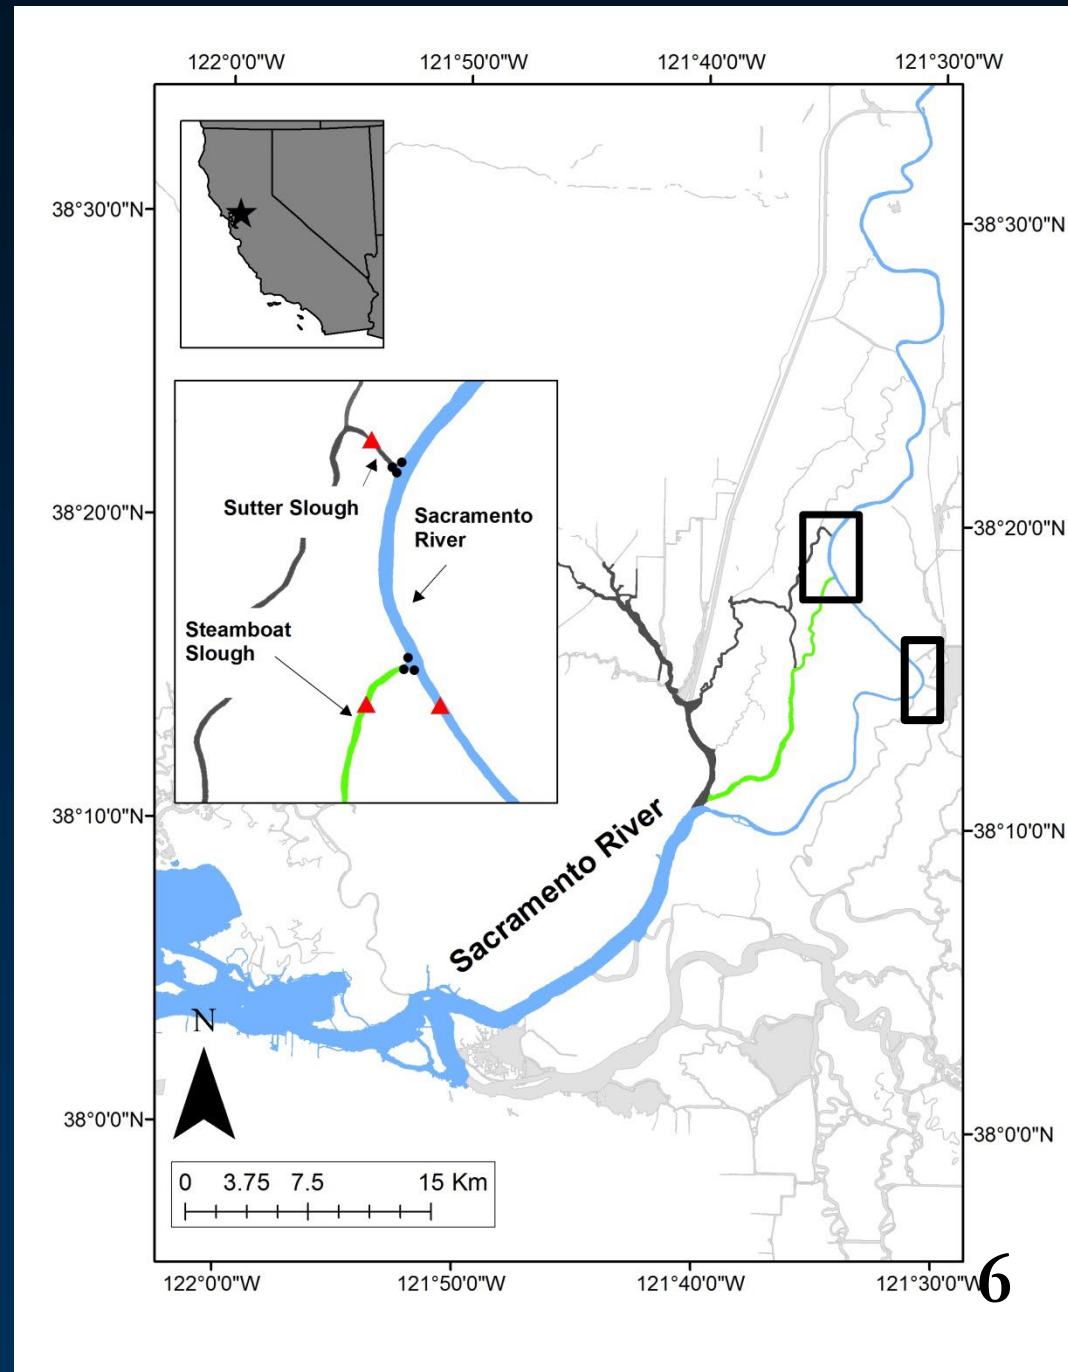 122°0'0"W 121°50'0"W 121°40'0"W 121°30'0"W
38°30'0"N
38°30'0"N
Sutter Slough
Sacramento
River
38°20'0"N
38°20'0"N
Steamboat
Slough
38°10'0"N
38°10'0"N
Sacramento River
N
38°0'0"N
38°0'0"N
0 3.75 7.5 15 Km
122°0'0"W 121°50'0"W 121°40'0"W 121°30'0"W
6